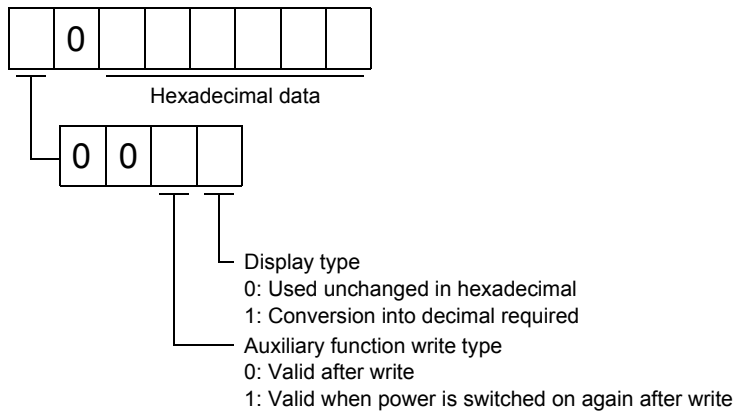 0
Hexadecimal data
0 0
Display type
0: Used unchanged in hexadecimal
1: Conversion into decimal required
Auxiliary function write type
0: Valid after write
1: Valid when power is switched on again after write